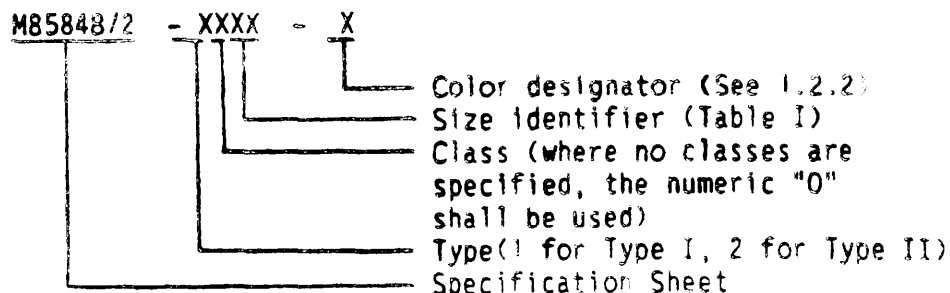 M85848/2 - XXXX - X
Color designator (See 1.2.2)
Size identifier (Table I)
Class (where no classes are
specified, the numeric "0"
shall be used)
Type(1 for Type I, 2 for Type II)
Specification Sheet